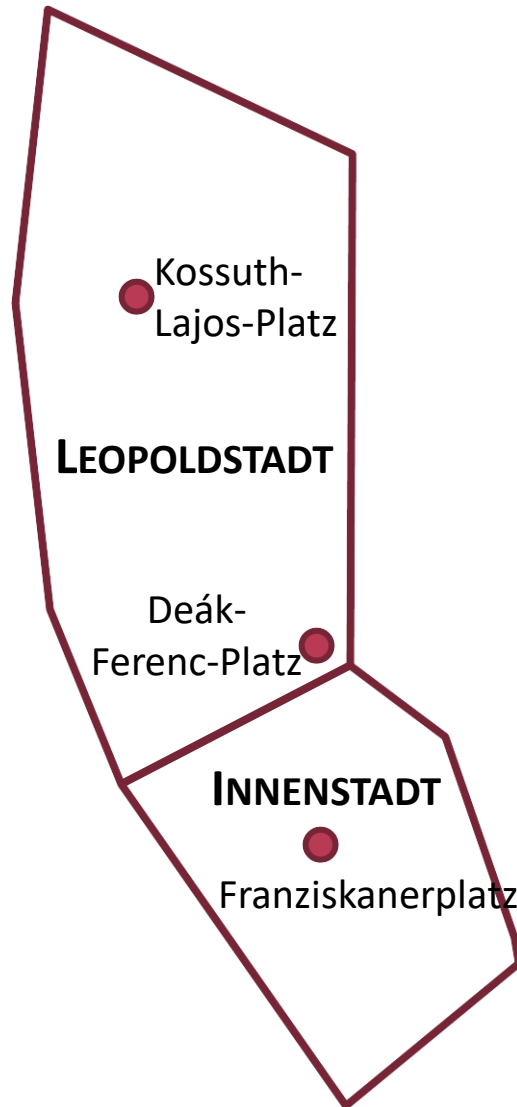 Kossuth-
Lajos-Platz
LEOPOLDSTADT
Deák-
Ferenc-Platz
INNENSTADT
Franziskanerplatz